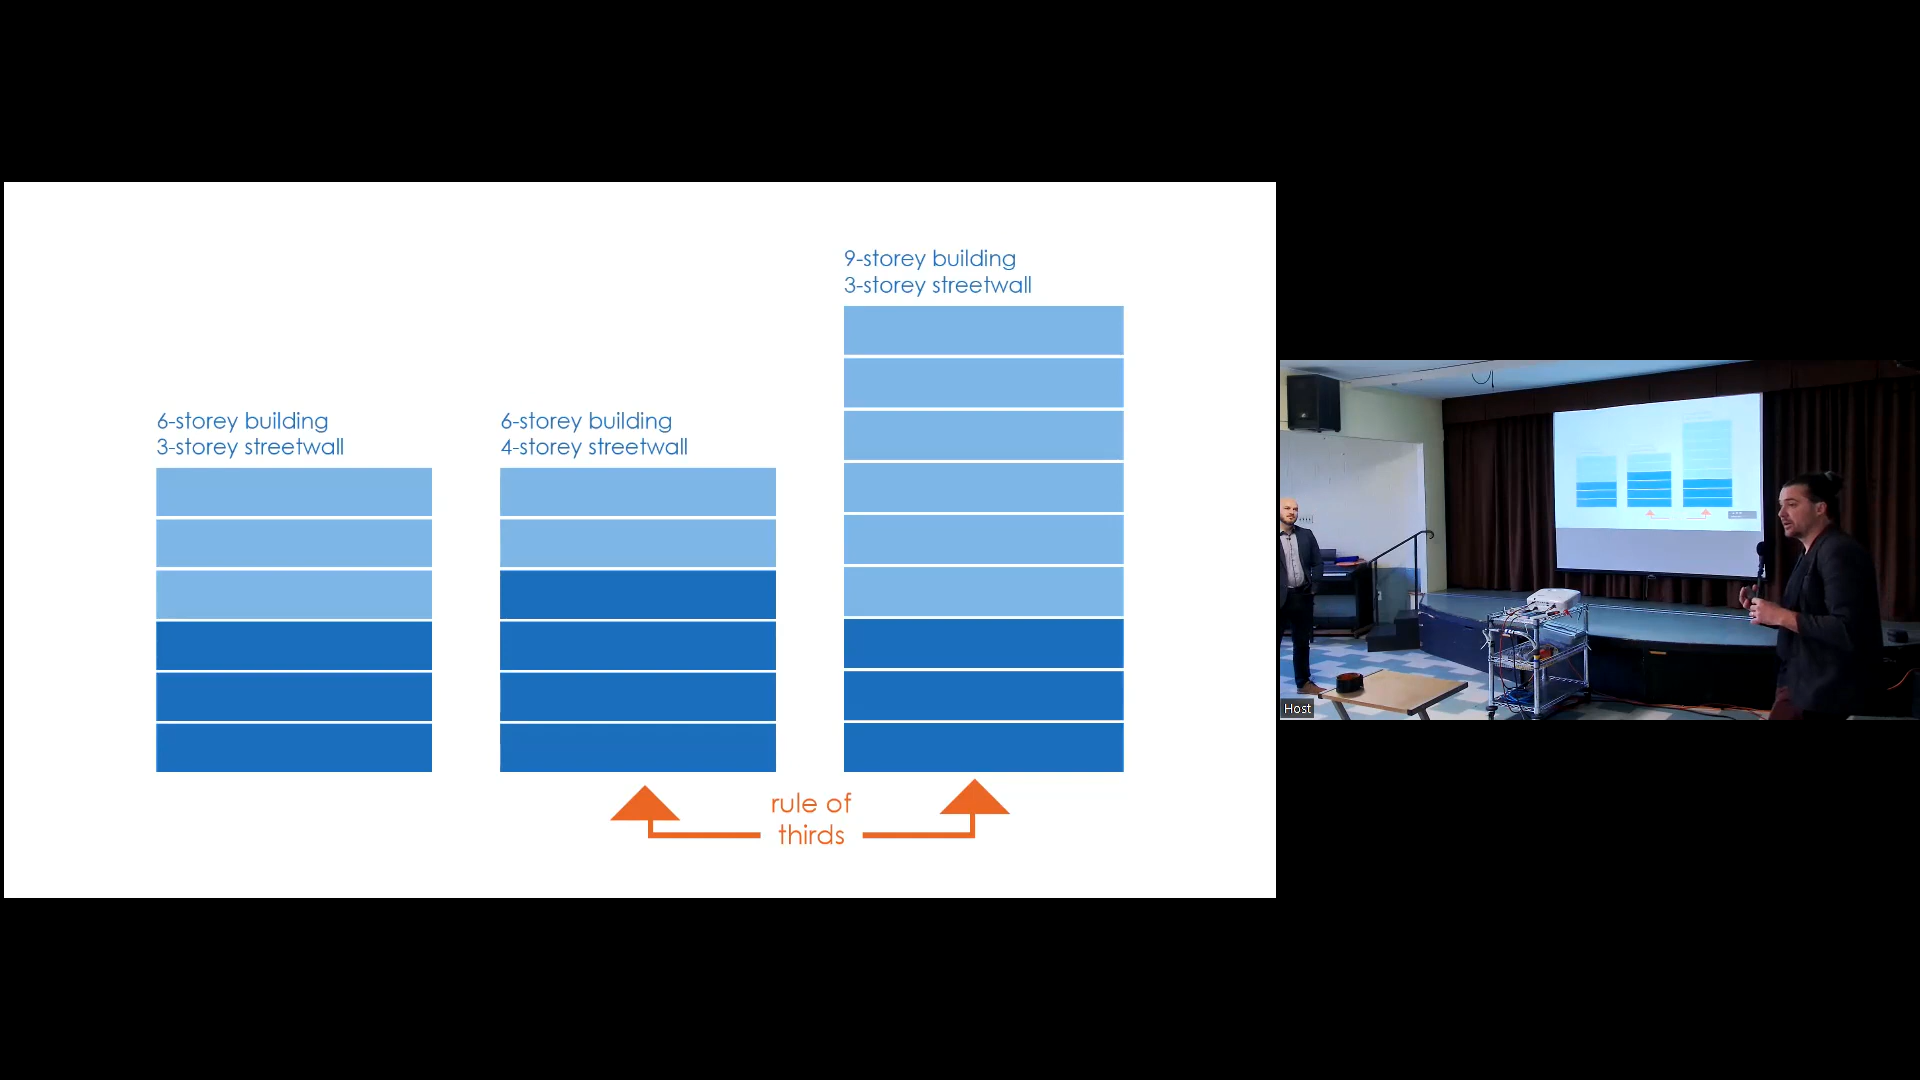 6-storey building
3-storey streetwall
6-storey building
4-storey streetwall
9-storey building
3-storey streetwall
rule of
thirds
Host